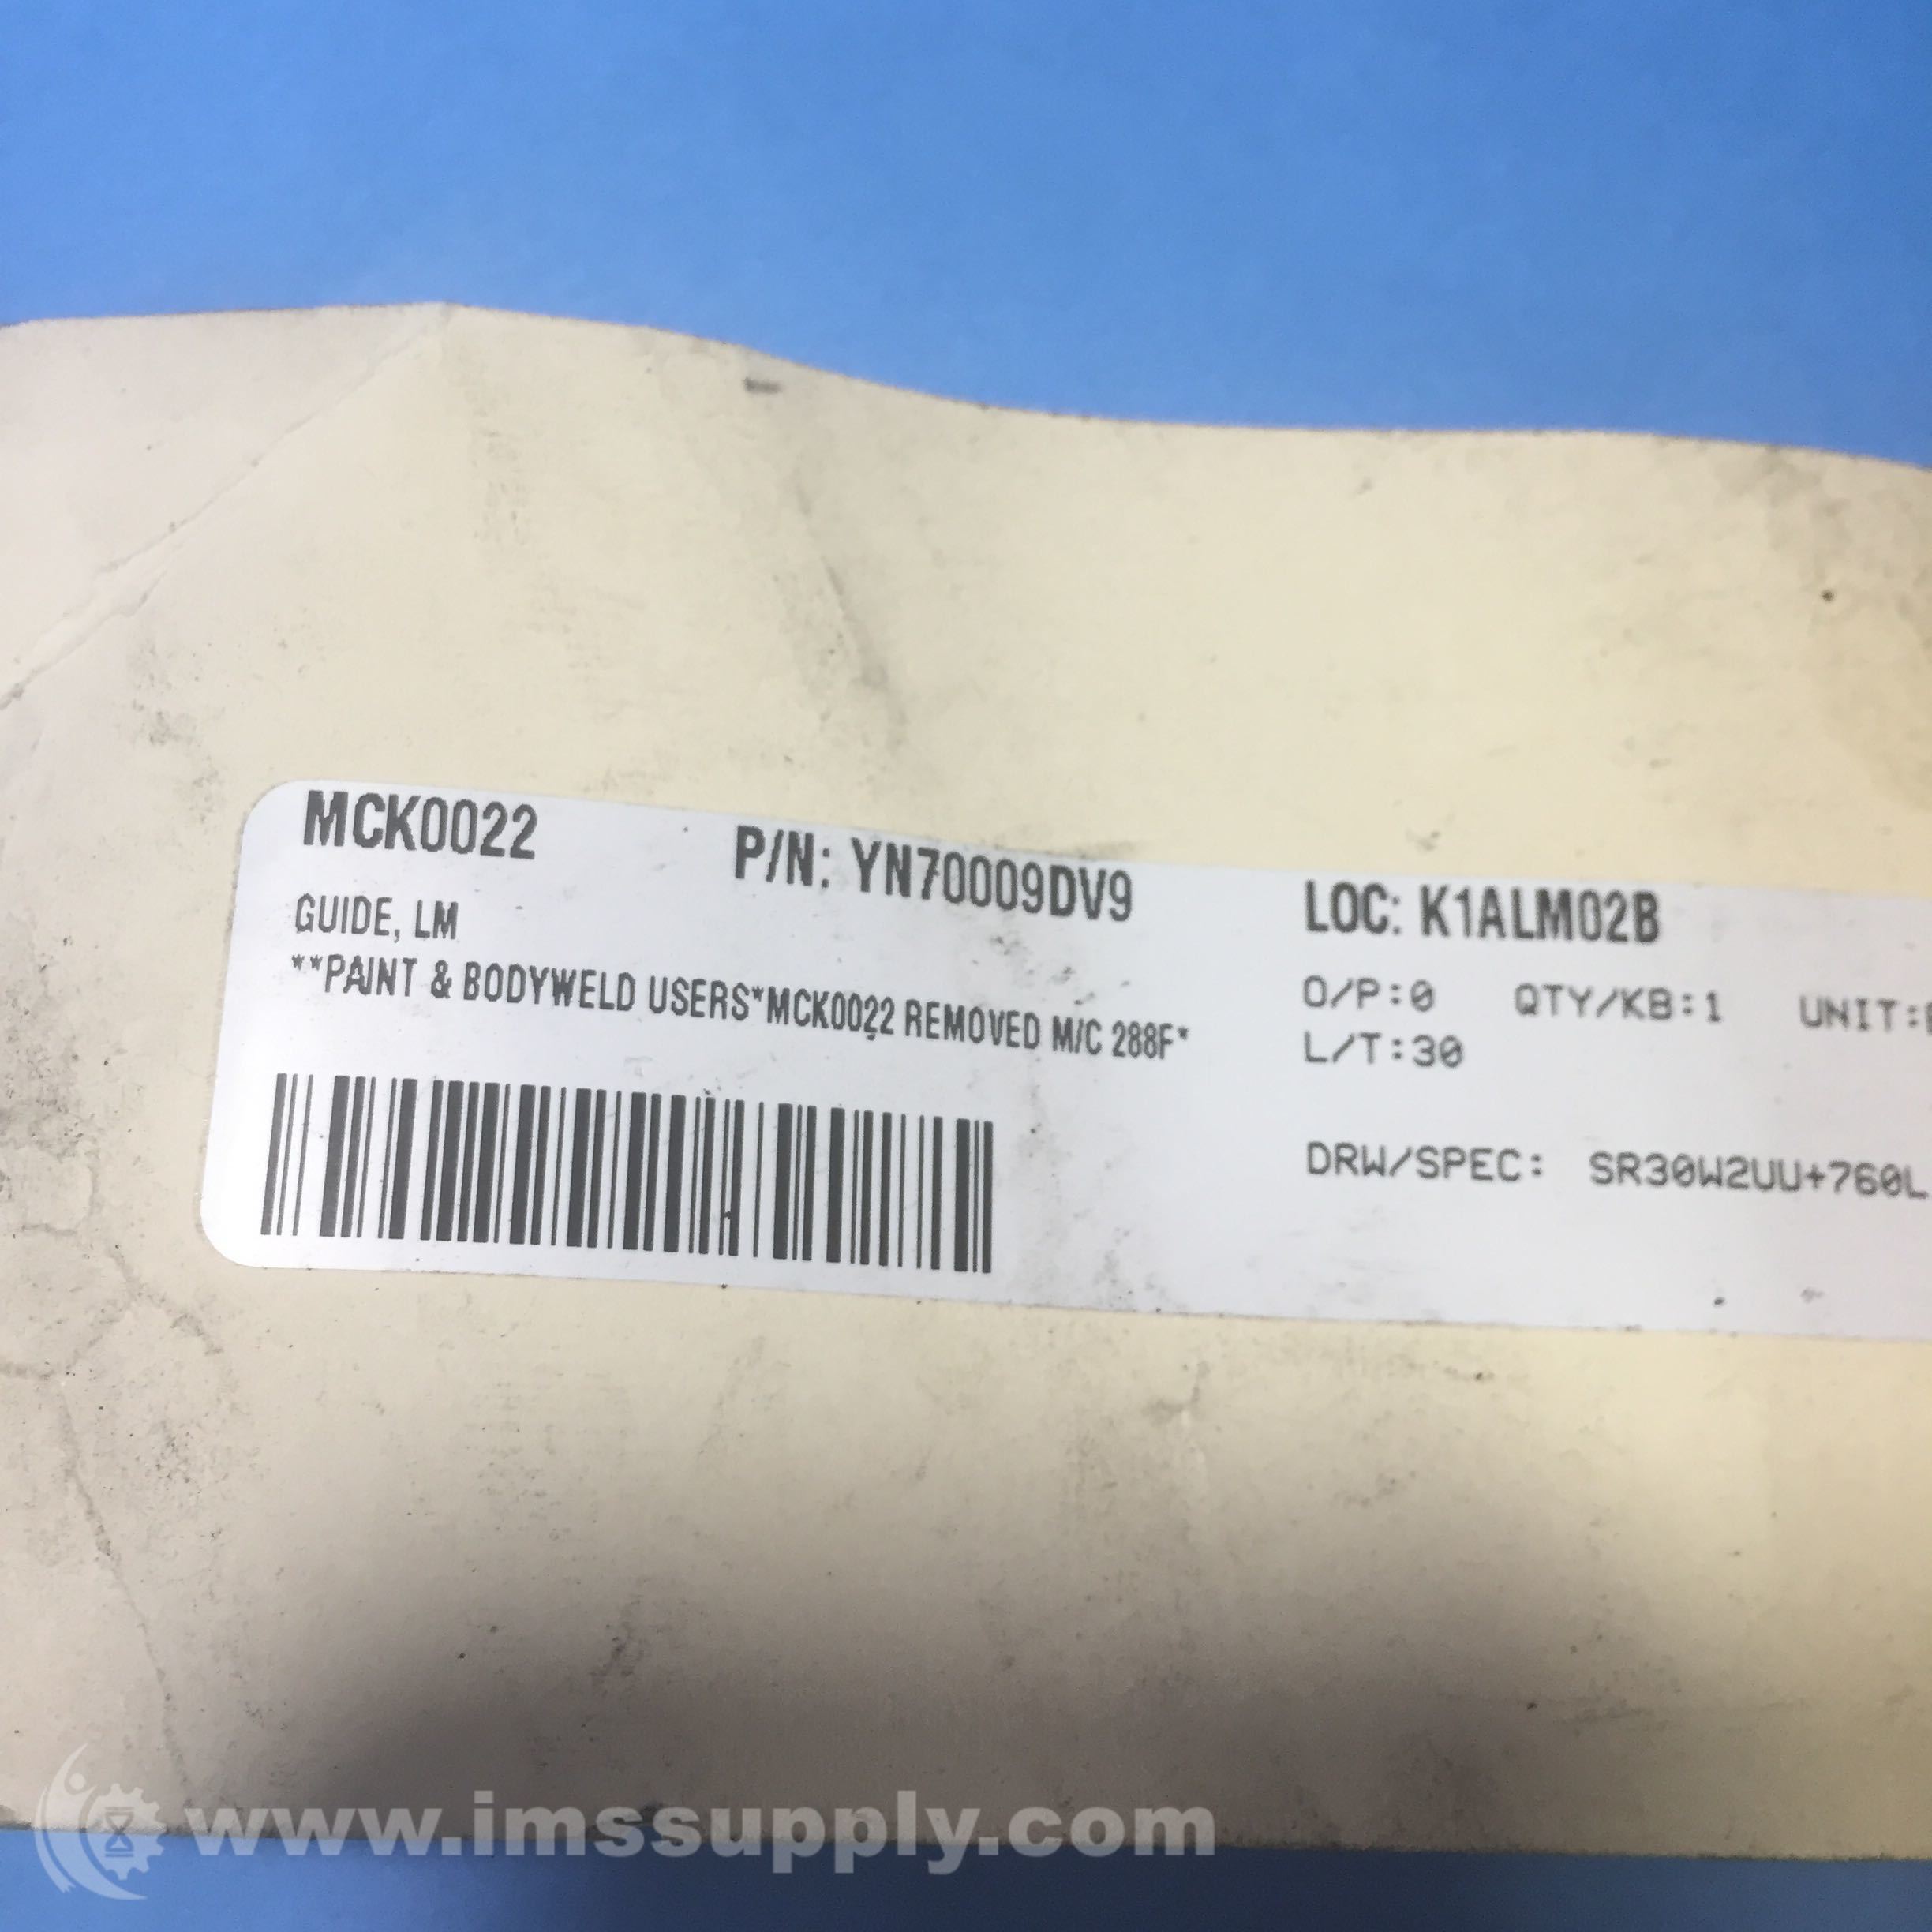 MCK0022 P/N: YN70009DV9 LOC: K1ALM02B
GUIDE, LM
**PAINT & BODYWELD USERS*MCK0022 REMOVED M/C 288F*
O/P:0 QTY/KB:1 UNIT:
L/T:30
DRW/SPEC: SR30W2UU+760L
www.imssupply.com